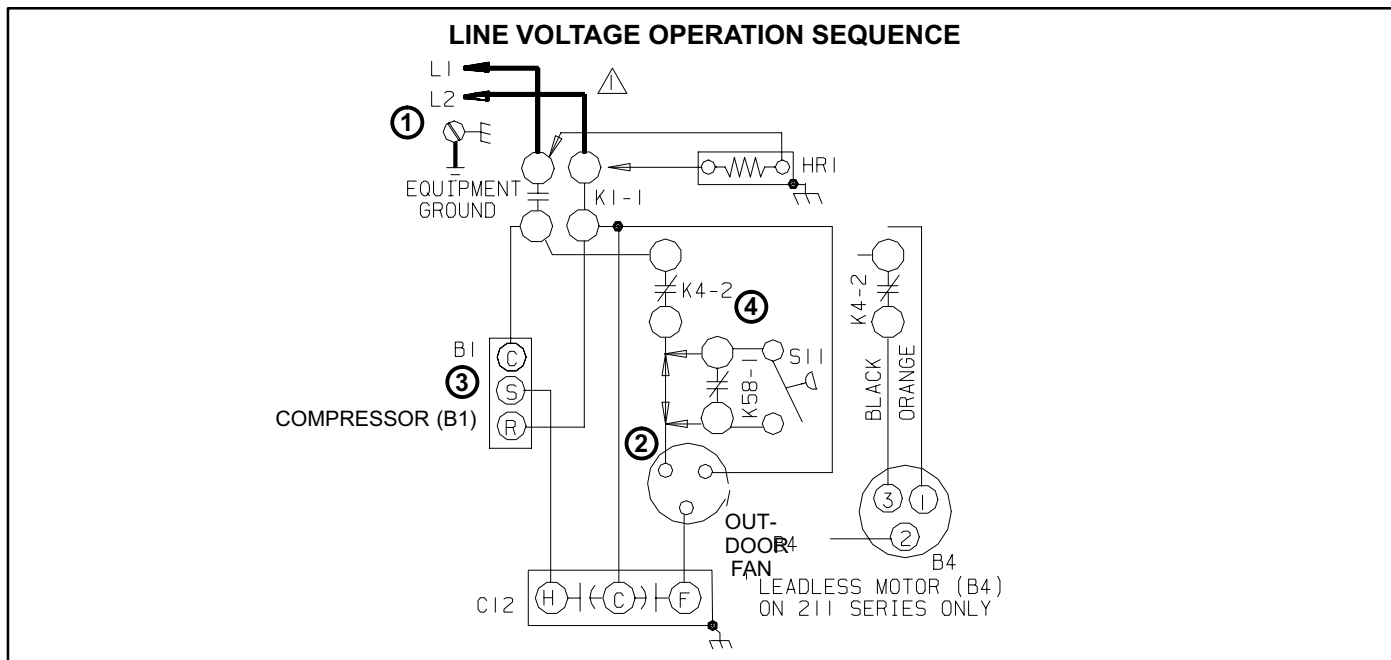 LINE VOLTAGE OPERATION SEQUENCE
L1
L2
1
1
HR1
EQUIPMENT
GROUND
K1-1
K4-2
4
K4-2
B1
C
3
S
S11
K58-1
BLACK
ORANGE
COMPRESSOR (B1)
R
2
3
1
2
OUT-
DOOR
B4
FAN
B4
LEADLESS MOTOR (B4)
ON 211 SERIES ONLY
C12
H
C
F